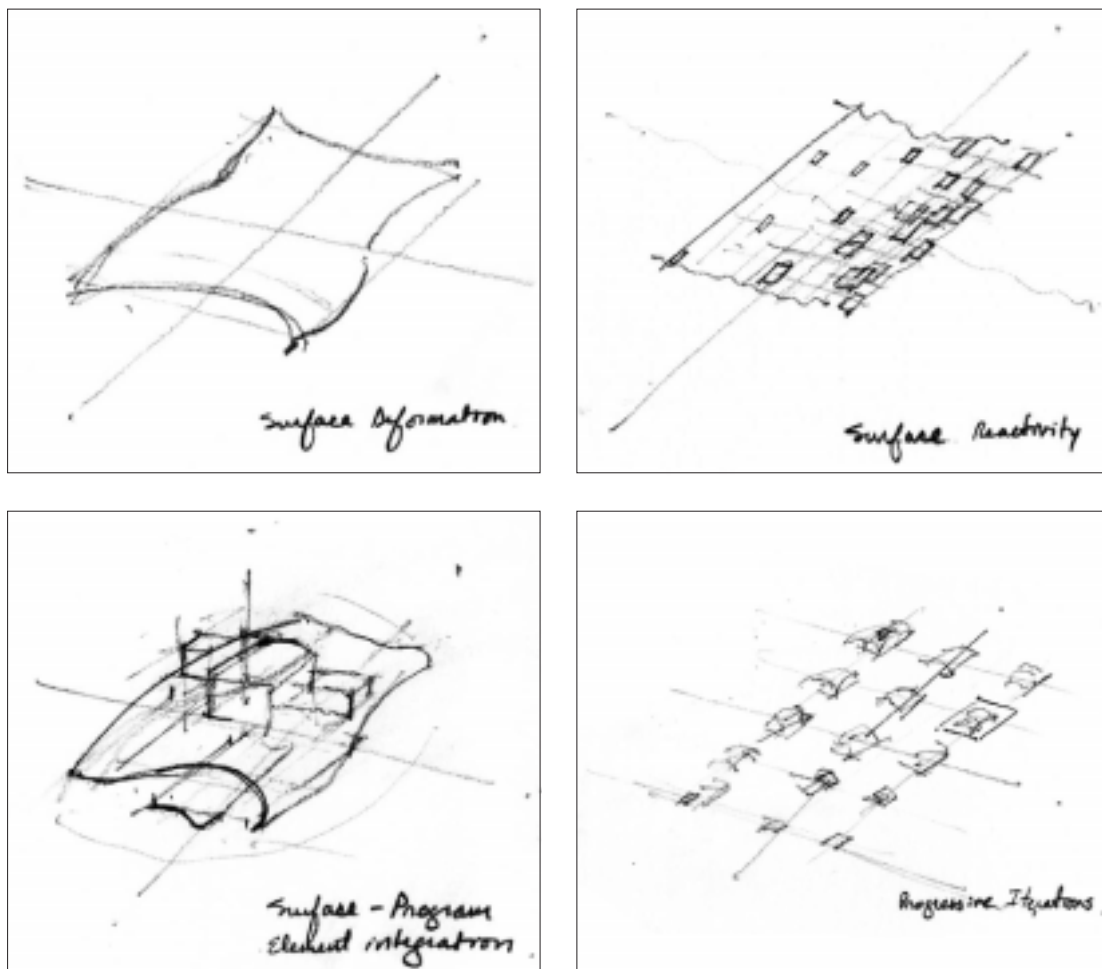 Surface Deformation
Surface Reactivity
Surface - Program
Element integration
Progressive Iterations